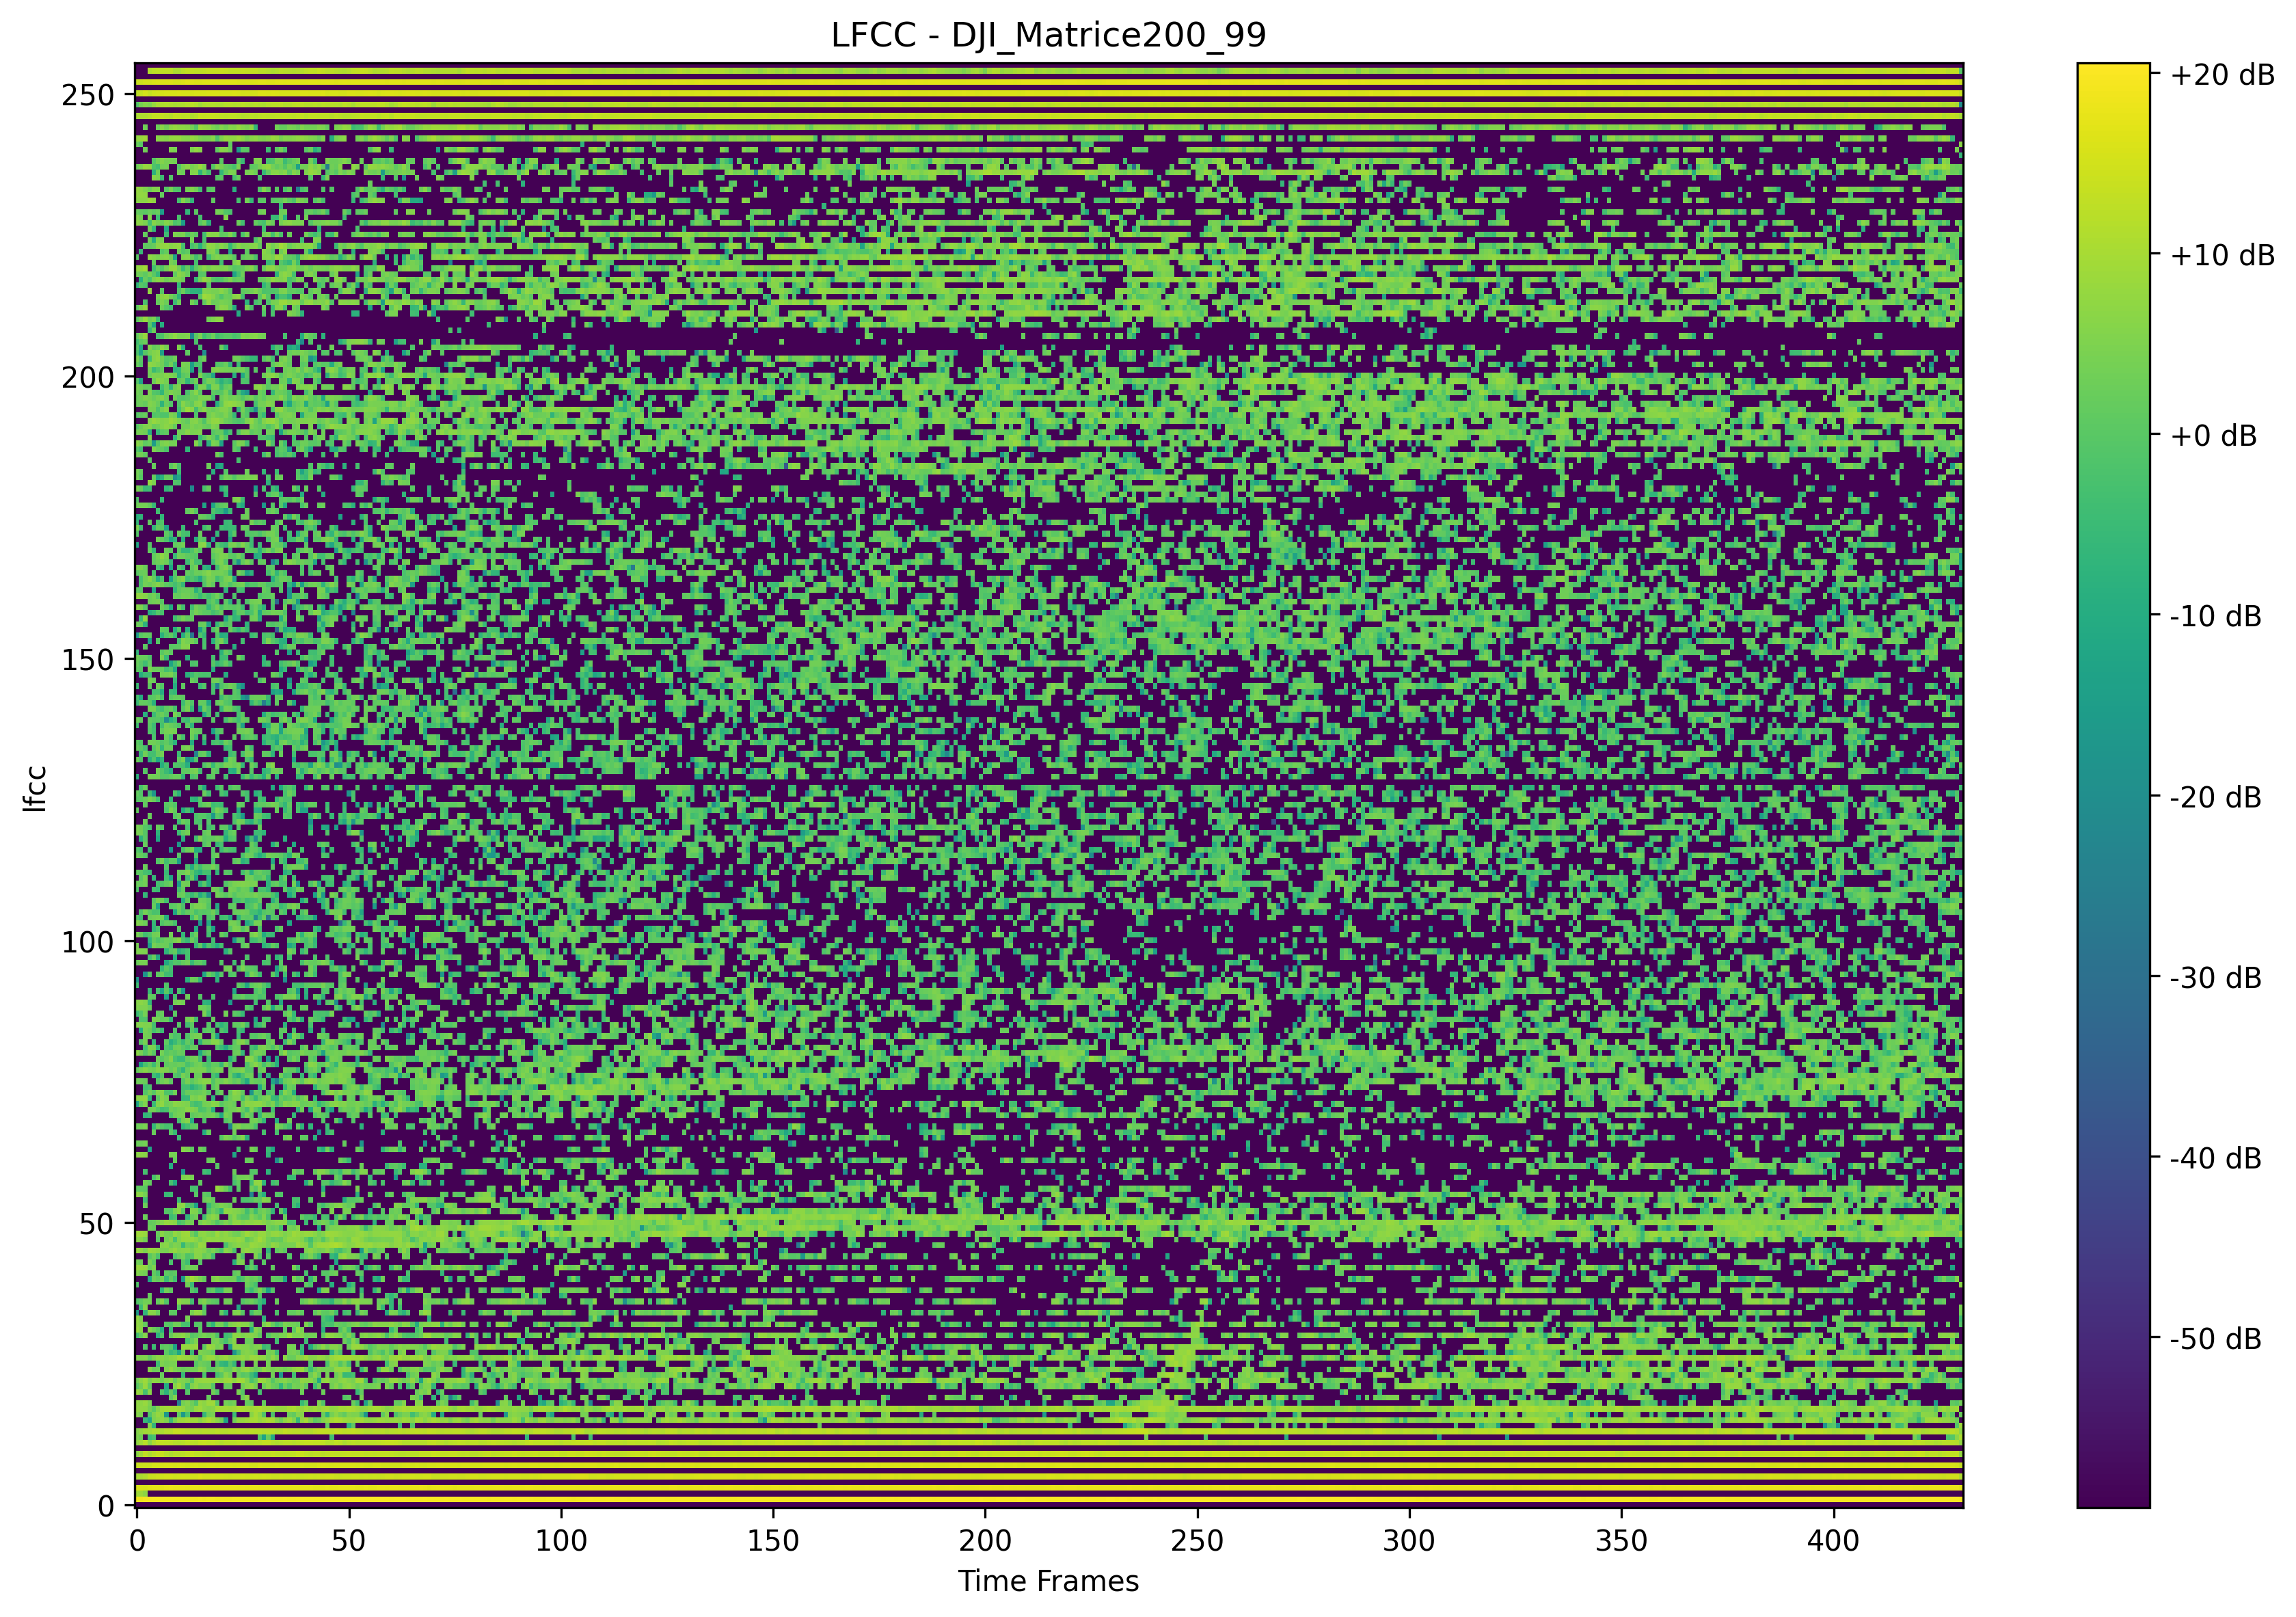 LFCC - DJI_Matrice200_99
250
200
150
100
50
0
lfcc
0 50 100 150 200 250 300 350 400
Time Frames
+20 dB
+10 dB
+0 dB
-10 dB
-20 dB
-30 dB
-40 dB
-50 dB